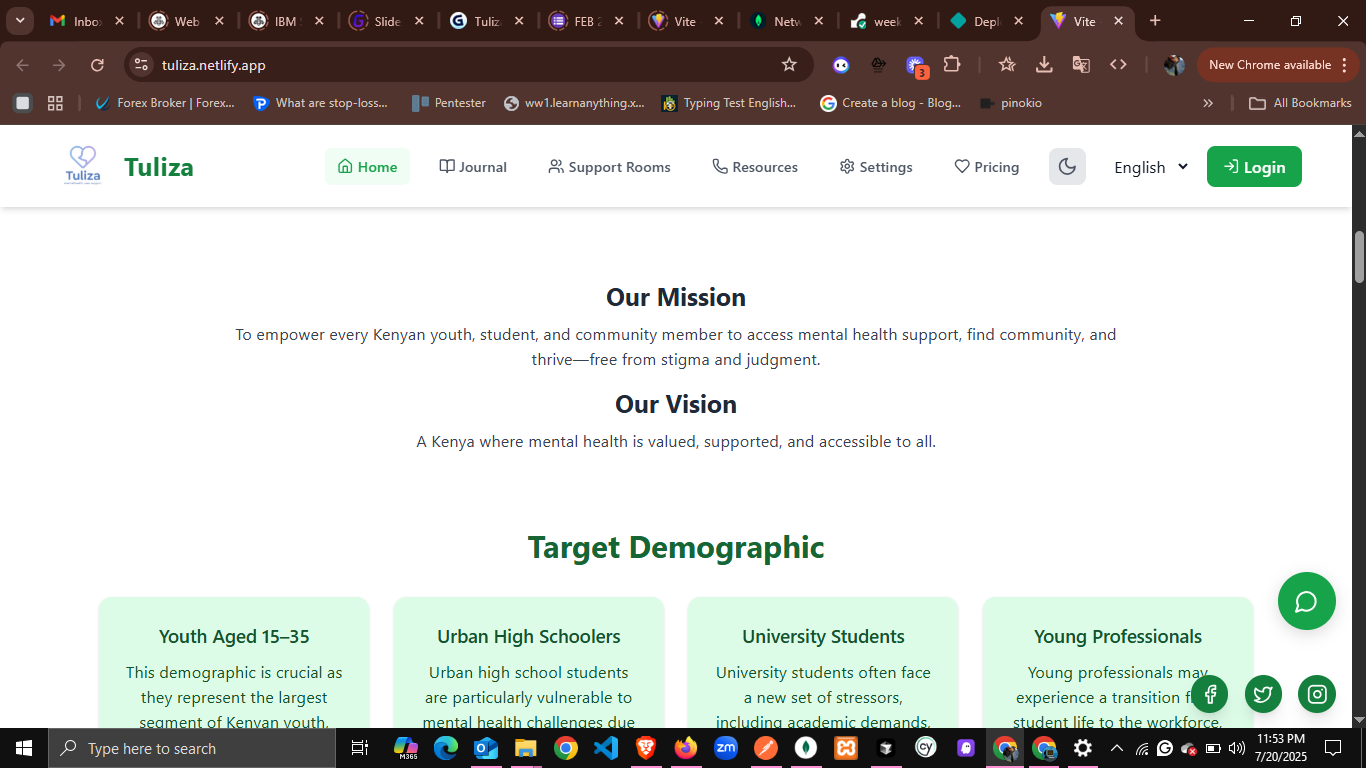 Inbo
Web
IBM
Slide
Tuliz
FEB 2
Vite
Netw
week
Depl
Vite
tuliza.netlify.app
3
New Chrome available
Forex Broker | Forex...
What are stop-loss...
Pentester
ww1.learnanything.x...
Typing Test English...
Create a blog - Blog...
pinokio
All Bookmarks
Tuliza
Tuliza
Home
Journal
Support Rooms
Resources
Settings
Pricing
English
Login
Our Mission
To empower every Kenyan youth, student, and community member to access mental health support, find community, and
thrive—free from stigma and judgment.
Our Vision
A Kenya where mental health is valued, supported, and accessible to all.
Target Demographic
Youth Aged 15–35
This demographic is crucial as
they represent the largest
segment of Kenyan youth,
Urban High Schoolers
Urban high school students
are particularly vulnerable to
mental health challenges due
University Students
University students often face
a new set of stressors,
including academic demands,
Young Professionals
Young professionals may
experience a transition
student life to the workforce,
Type here to search
M365
zm
cy
11:53 PM
7/20/2025